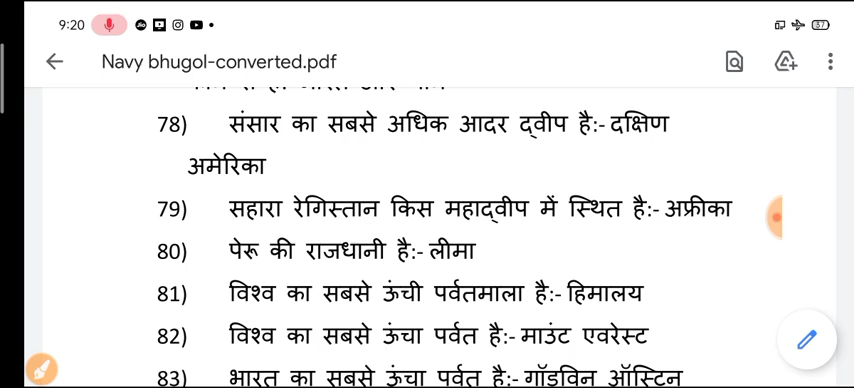 9:20
37
Navy bhugol-converted.pdf
78) संसार का सबसे अधिक आदर द्वीप है:- दक्षिण
अमेरिका
79) सहारा रेगिस्तान किस महाद्वीप में स्थित है:- अफ्रीका
80) पेरू की राजधानी है:- लीमा
81) विश्व का सबसे ऊंची पर्वतमाला है:- हिमालय
82) विश्व का सबसे ऊंचा पर्वत है:- माउंट एवरेस्ट
83) भारत का सबसे ऊंचा पर्वत है:- गॉडविन ऑस्टिन